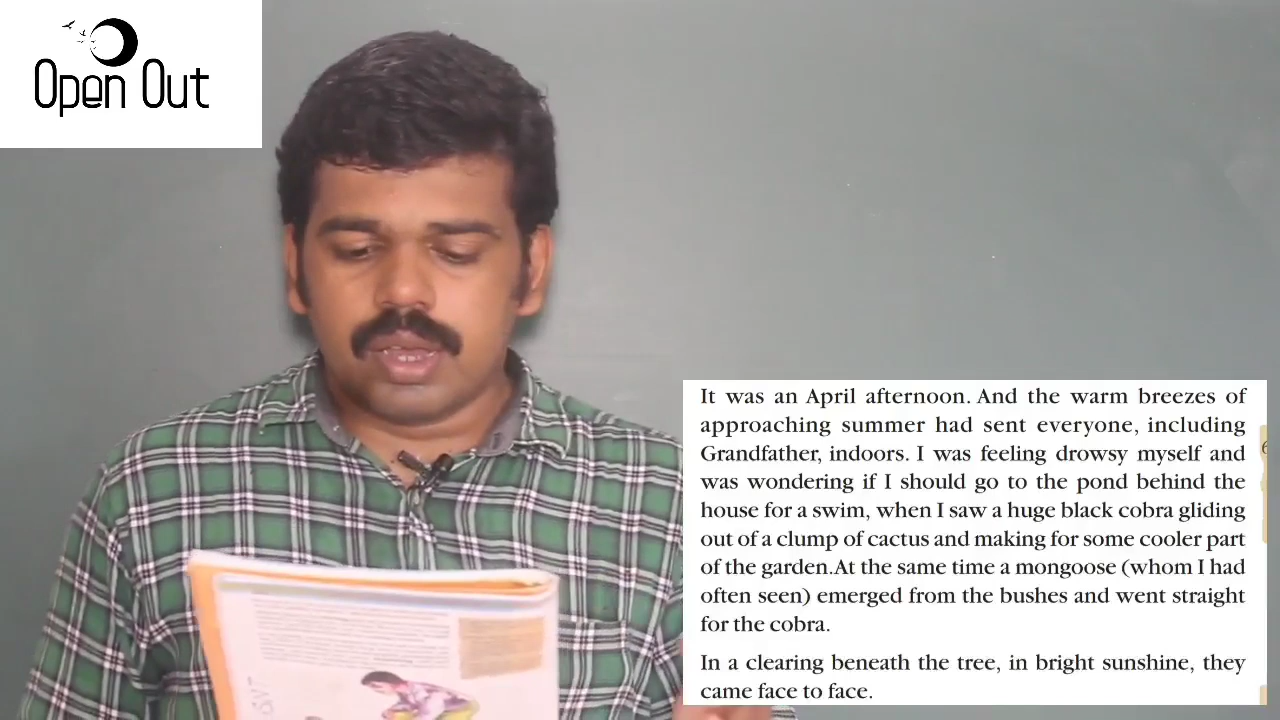 Open Out
It was an April afternoon. And the warm breezes of
approaching summer had sent everyone, including
Grandfather, indoors. I was feeling drowsy myself and
was wondering if I should go to the pond behind the
house for a swim, when I saw a huge black cobra gliding
out of a clump of cactus and making for some cooler part
of the garden.At the same time a mongoose (whom I had
often seen) emerged from the bushes and went straight
for the cobra.
In a clearing beneath the tree, in bright sunshine, they
came face to face.